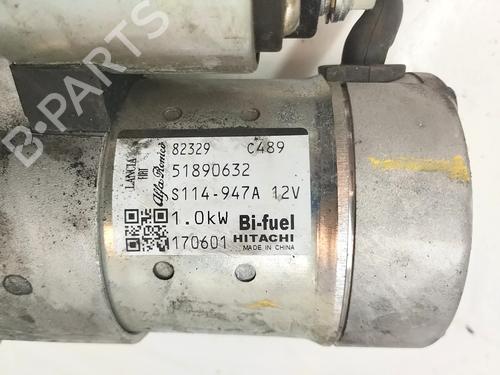 B-PARTS
LANCIA
Alfa Romeo
82329 C489
51890632
S114-947A 12V
1.0kW Bi-fuel
170601 HITACHI
MADE IN CHINA